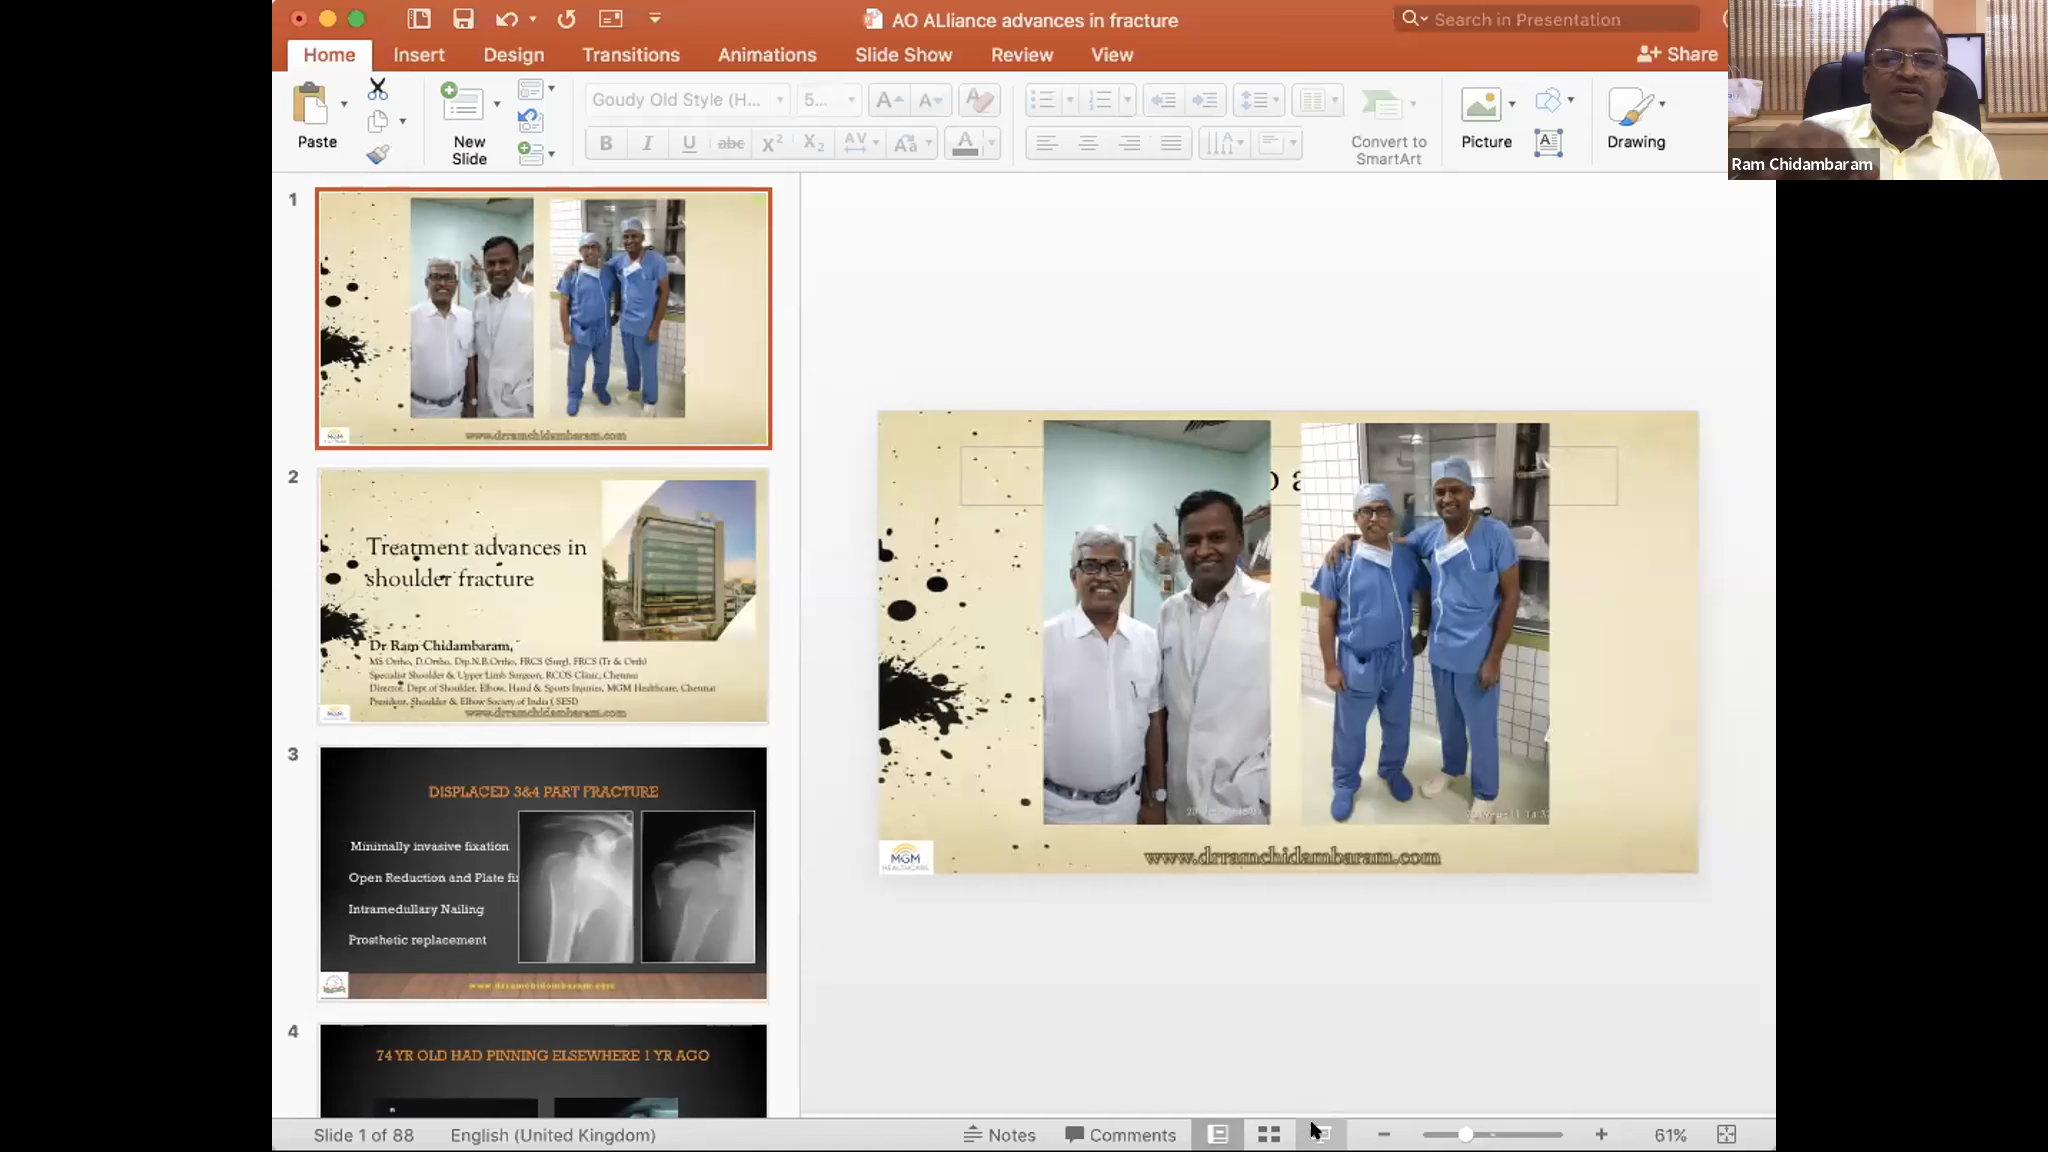 AO ALliance advances in fracture
Search in Presentation
Home Insert Design Transitions Animations Slide Show Review View
Share
Paste
New Slide
Goudy Old Style (H...
5...
B I U abc X² X₂ AV Aa A
Convert to SmartArt
Picture
Drawing
Ram Chidambaram
1
www.drramchidambaram.com
2
Treatment advances in
shoulder fracture
Dr Ram Chidambaram,
MS Ortho, D.Ortho, Dip.N.B.Ortho, FRCS (Surg), FRCS (Tr & Orth)
Specialist Shoulder & Upper Limb Surgeon, RCOS Clinic, Chennai
Director, Dept of Shoulder, Elbow, Hand & Sports Injuries, MGM Healthcare, Chennai
President, Shoulder & Elbow Society of India ( SESI)
www.drramchidambaram.com
3
DISPLACED 3&4 PART FRACTURE
Minimally invasive fixation
Open Reduction and Plate fi
Intramedullary Nailing
Prosthetic replacement
www.drramchidambaram.com
4
74 YR OLD HAD PINNING ELSEWHERE 1 YR AGO
MGM
HEALTHCARE
www.drramchidambaram.com
Slide 1 of 88
English (United Kingdom)
Notes
Comments
61%